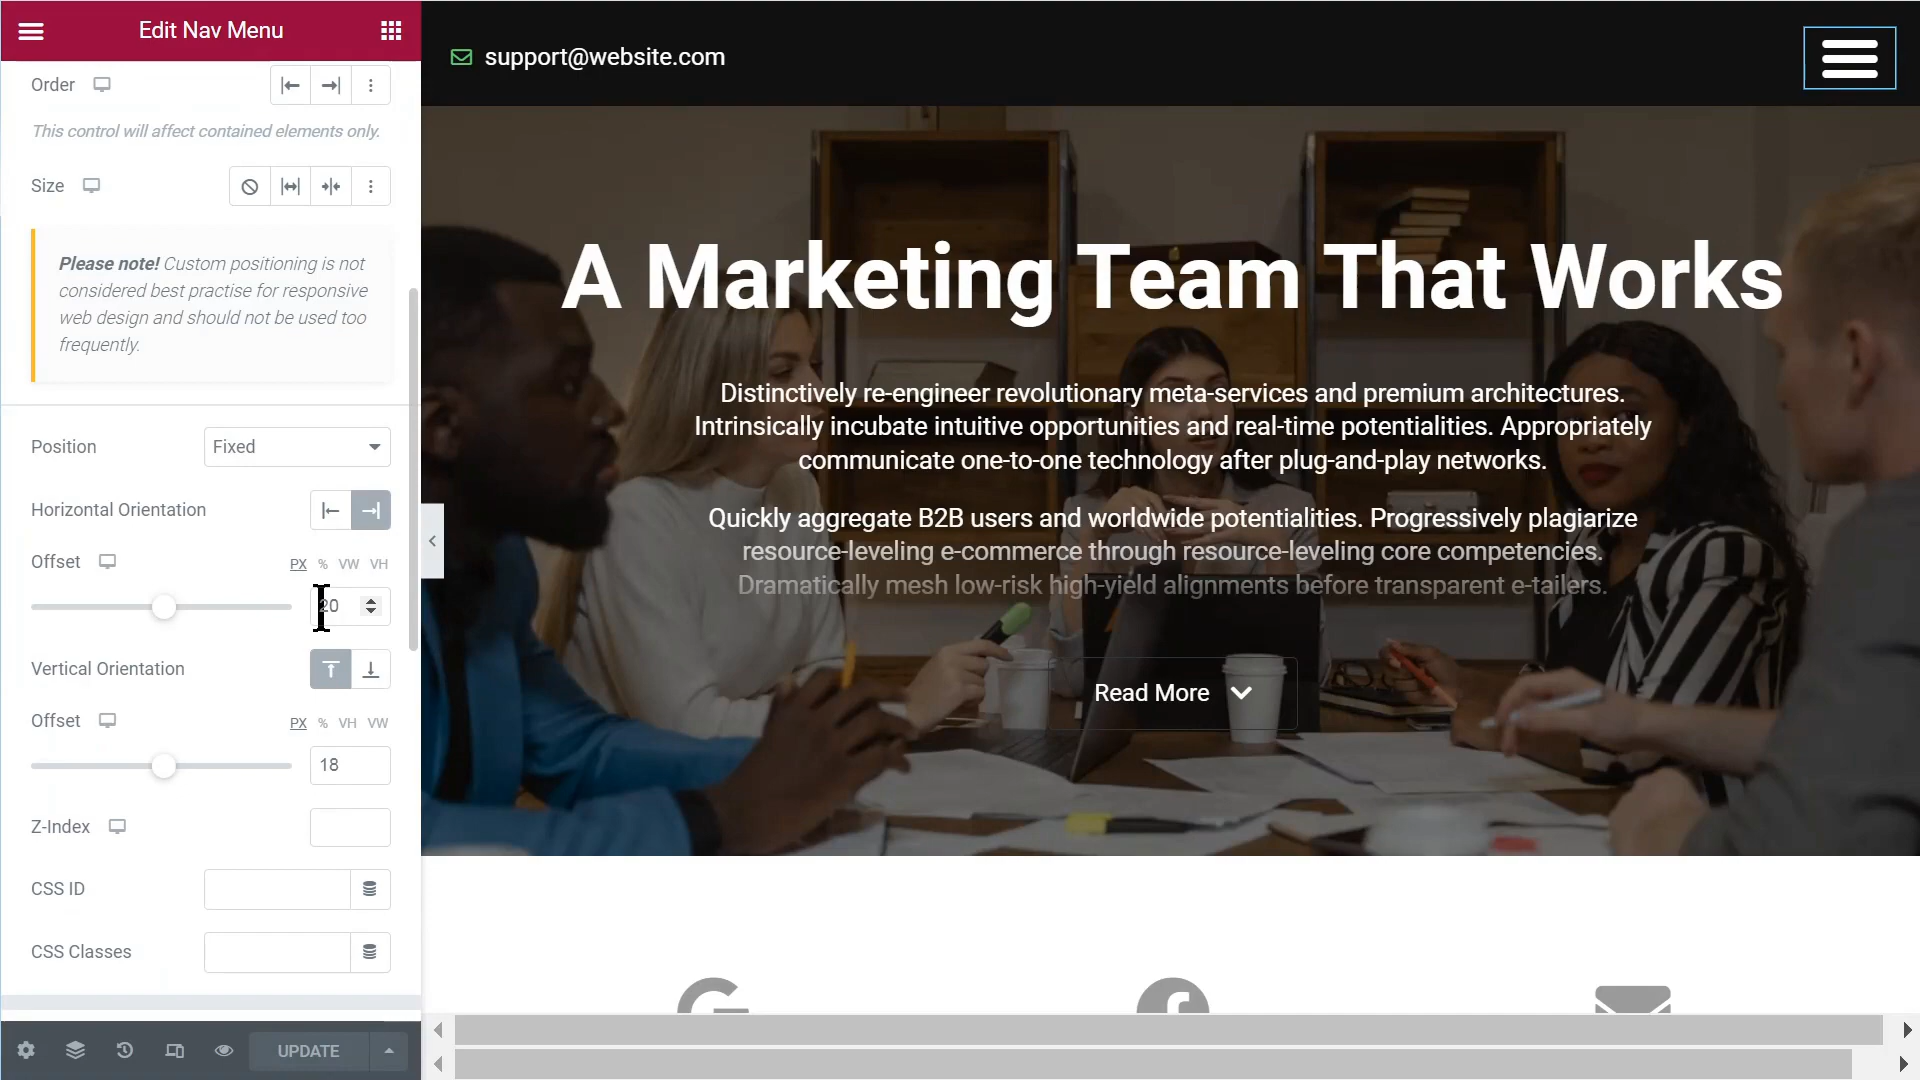 Edit Nav Menu
Order
This control will affect contained elements only.
Size
Please note! Custom positioning is not
considered best practise for responsive
web design and should not be used too
frequently.
Position
Fixed
Horizontal Orientation
Offset
PX % VW VH
20
Vertical Orientation
Offset
PX % VH VW
18
Z-Index
CSS ID
CSS Classes
UPDATE
support@website.com
A Marketing Team That Works
Distinctively re-engineer revolutionary meta-services and premium architectures.
Intrinsically incubate intuitive opportunities and real-time potentialities. Appropriately
communicate one-to-one technology after plug-and-play networks.
Quickly aggregate B2B users and worldwide potentialities. Progressively plagiarize
resource-leveling e-commerce through resource-leveling core competencies.
Dramatically mesh low-risk high-yield alignments before transparent e-tailers.
Read More